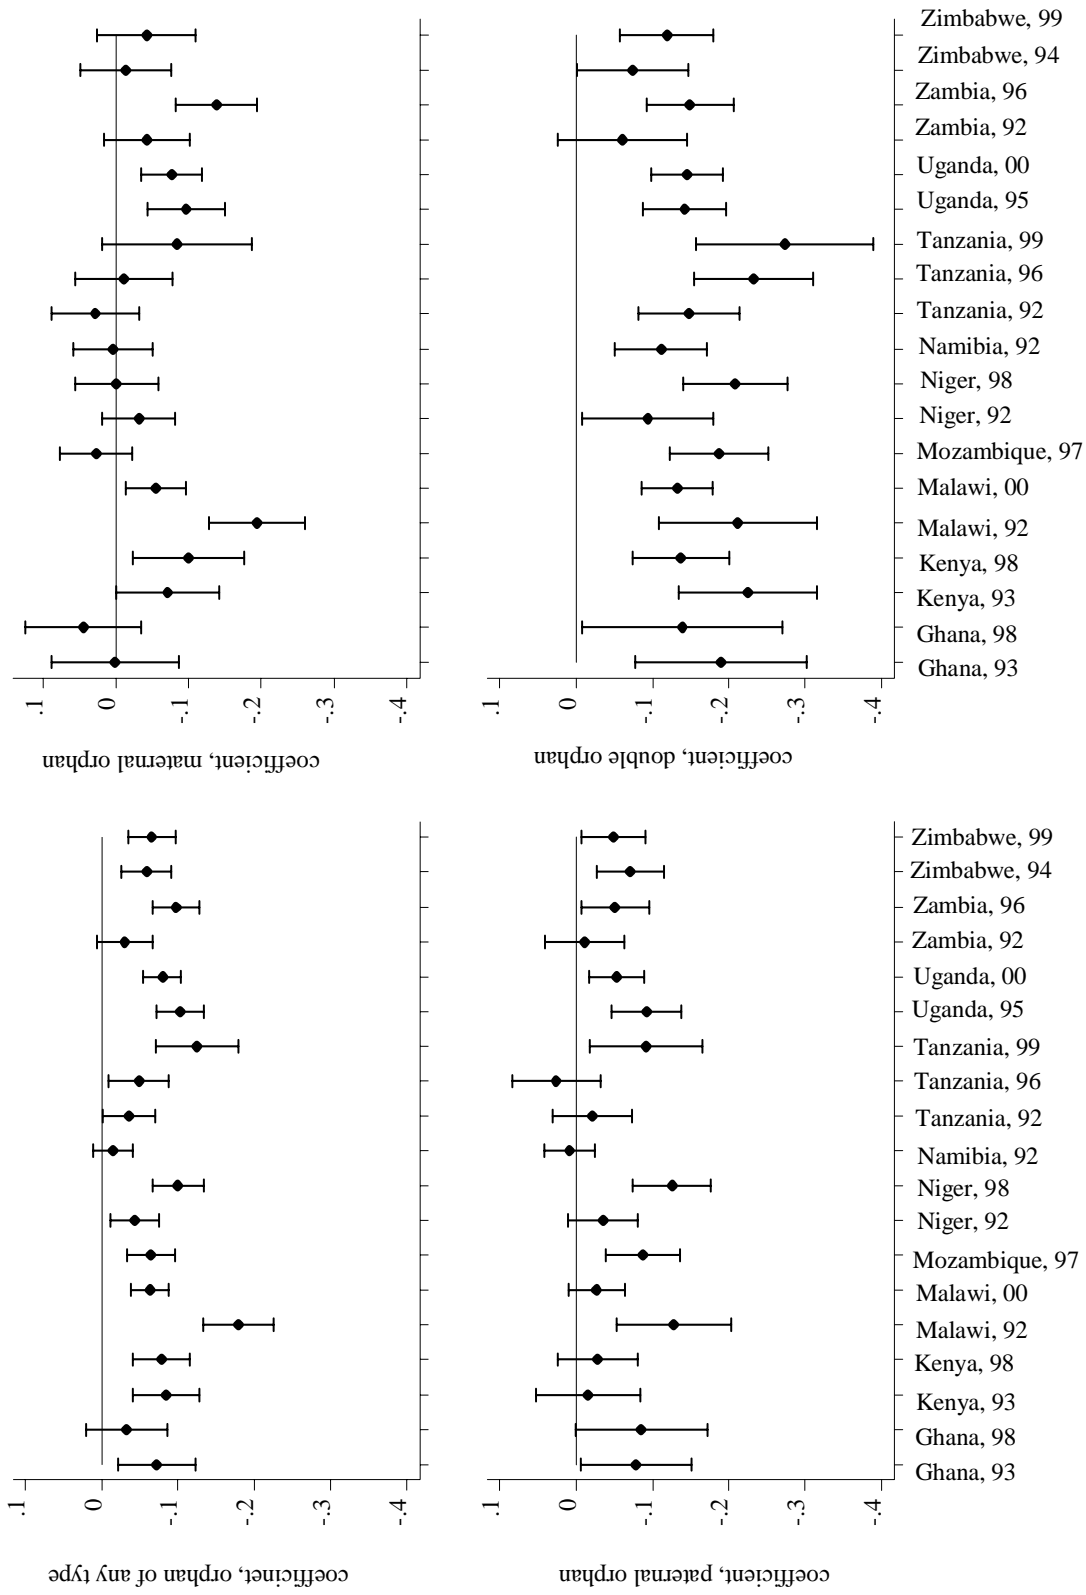 .1
0
-.1
-.2
-.3
-.4
coefficient, maternal orphan
.1
0
-.1
-.2
-.3
-.4
coefficient, double orphan
Zimbabwe, 99
Zimbabwe, 94
Zambia, 96
Zambia, 92
Uganda, 00
Uganda, 95
Tanzania, 99
Tanzania, 96
Tanzania, 92
Namibia, 92
Niger, 98
Niger, 92
Mozambique, 97
Malawi, 00
Malawi, 92
Kenya, 98
Kenya, 93
Ghana, 98
Ghana, 93
.1
0
-.1
-.2
-.3
-.4
coefficinet, orphan of any type
.1
0
-.1
-.2
-.3
-.4
coefficient, paternal orphan
Zimbabwe, 99
Zimbabwe, 94
Zambia, 96
Zambia, 92
Uganda, 00
Uganda, 95
Tanzania, 99
Tanzania, 96
Tanzania, 92
Namibia, 92
Niger, 98
Niger, 92
Mozambique, 97
Malawi, 00
Malawi, 92
Kenya, 98
Kenya, 93
Ghana, 98
Ghana, 93